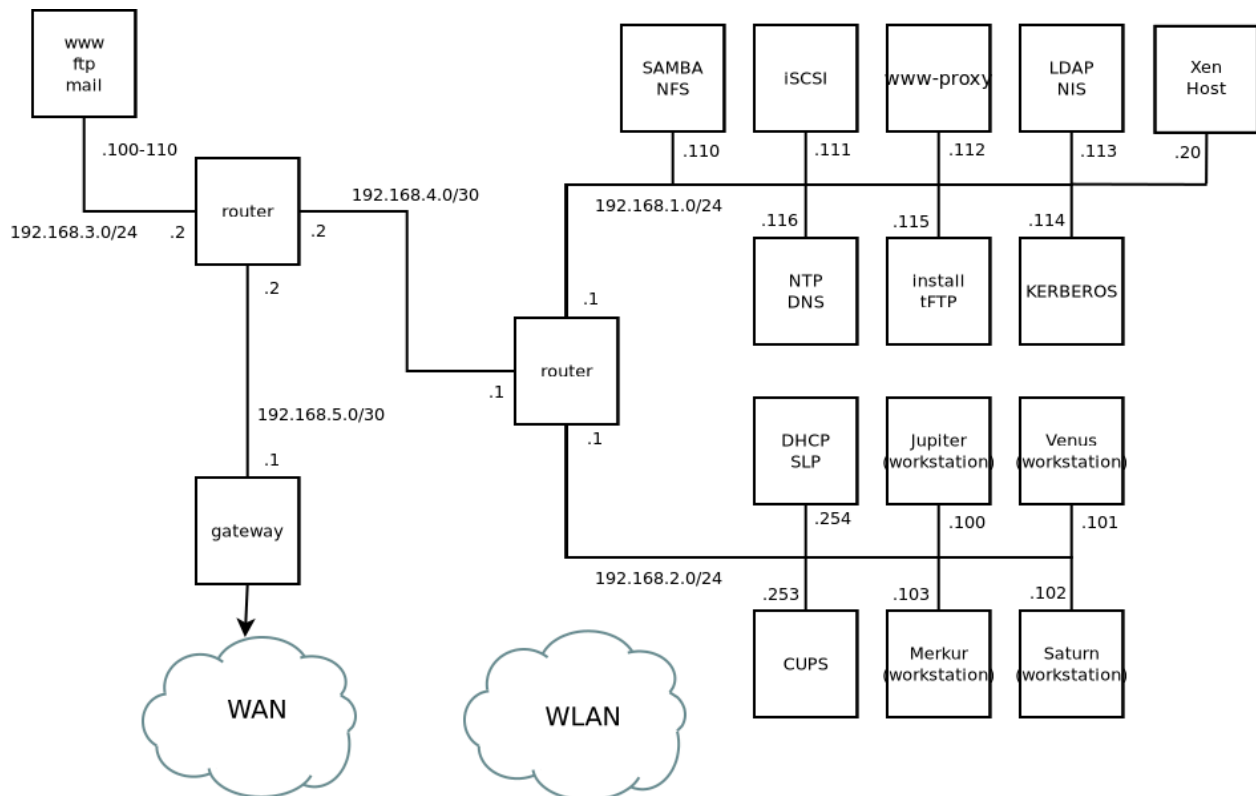 www
ftp
mail
.100-110
192.168.3.0/24
.2
router
.2
.2
192.168.4.0/30
192.168.5.0/30
.1
gateway
WAN
SAMBA
NFS
iSCSI
www-proxy
LDAP
NIS
Xen
Host
.110
.111
.112
.113
.20
192.168.1.0/24
.116
.115
.114
NTP
DNS
install
tFTP
KERBEROS
.1
router
.1
.1
DHCP
SLP
Jupiter
(workstation)
Venus
(workstation)
.254
.100
.101
192.168.2.0/24
.253
.103
.102
CUPS
Merkur
(workstation)
Saturn
(workstation)
WLAN